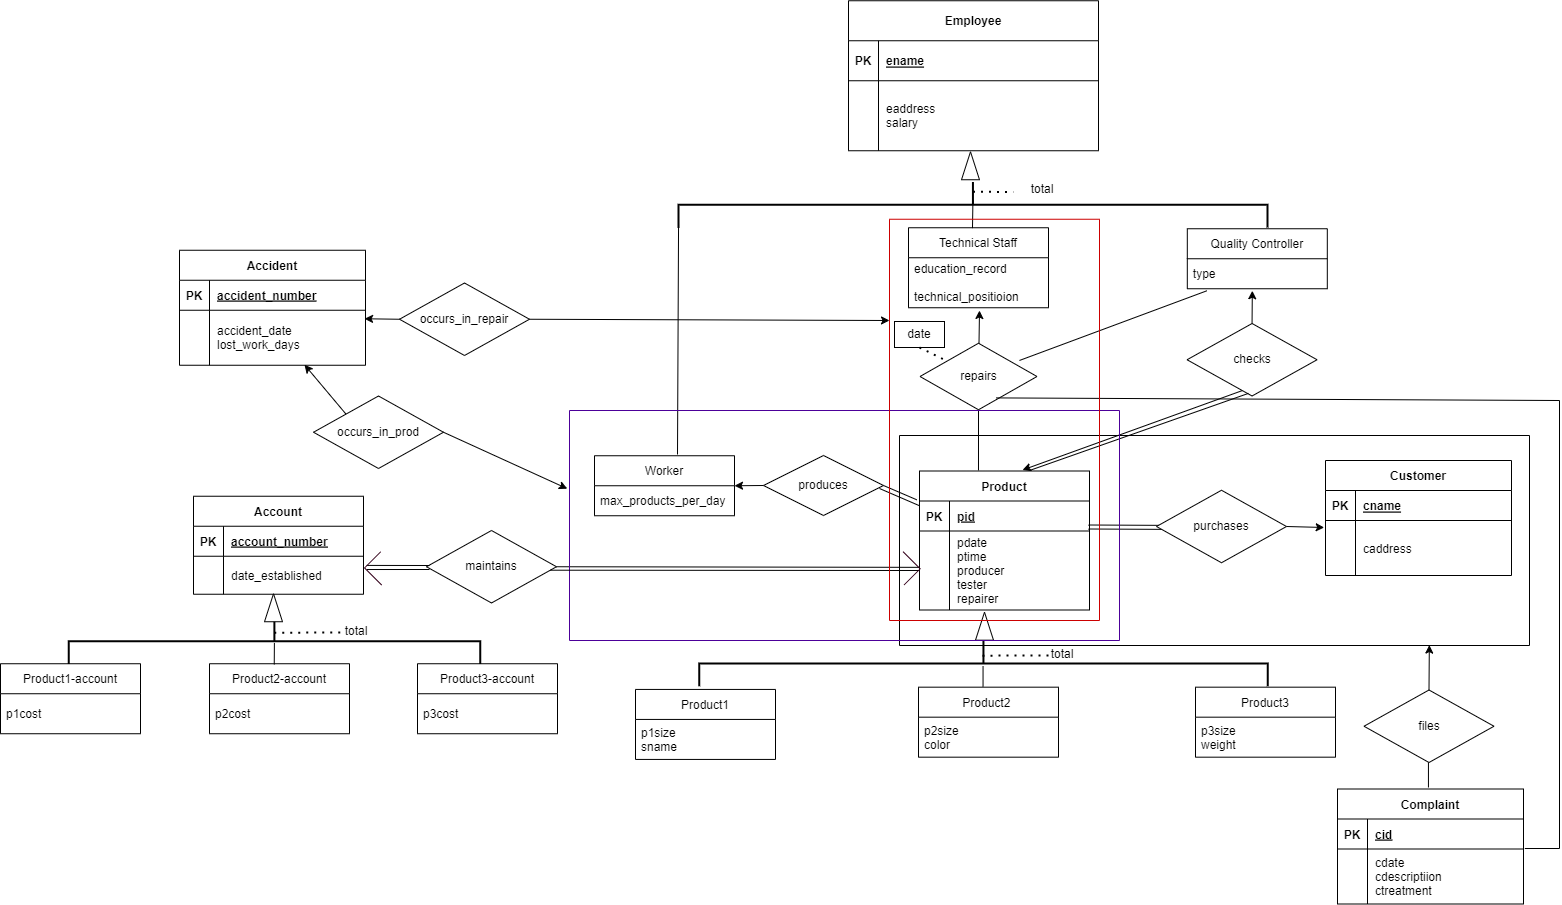 Employee
PK
ename
eaddress
salary
total
Technical Staff
education_record
technical_positioion
Quality Controller
type
Accident
PK
accident_number
accident_date
lost_work_days
occurs_in_repair
date
repairs
checks
occurs_in_prod
Worker
max_products_per_day
produces
Product
PK
pid
pdate
ptime
producer
tester
repairer
purchases
Customer
PK
cname
caddress
Account
PK
account_number
date_established
maintains
total
total
Product1-account
p1cost
Product2-account
p2cost
Product3-account
p3cost
Product1
p1size
sname
Product2
p2size
color
Product3
p3size
weight
files
Complaint
PK
cid
cdate
cdescriptiion
ctreatment